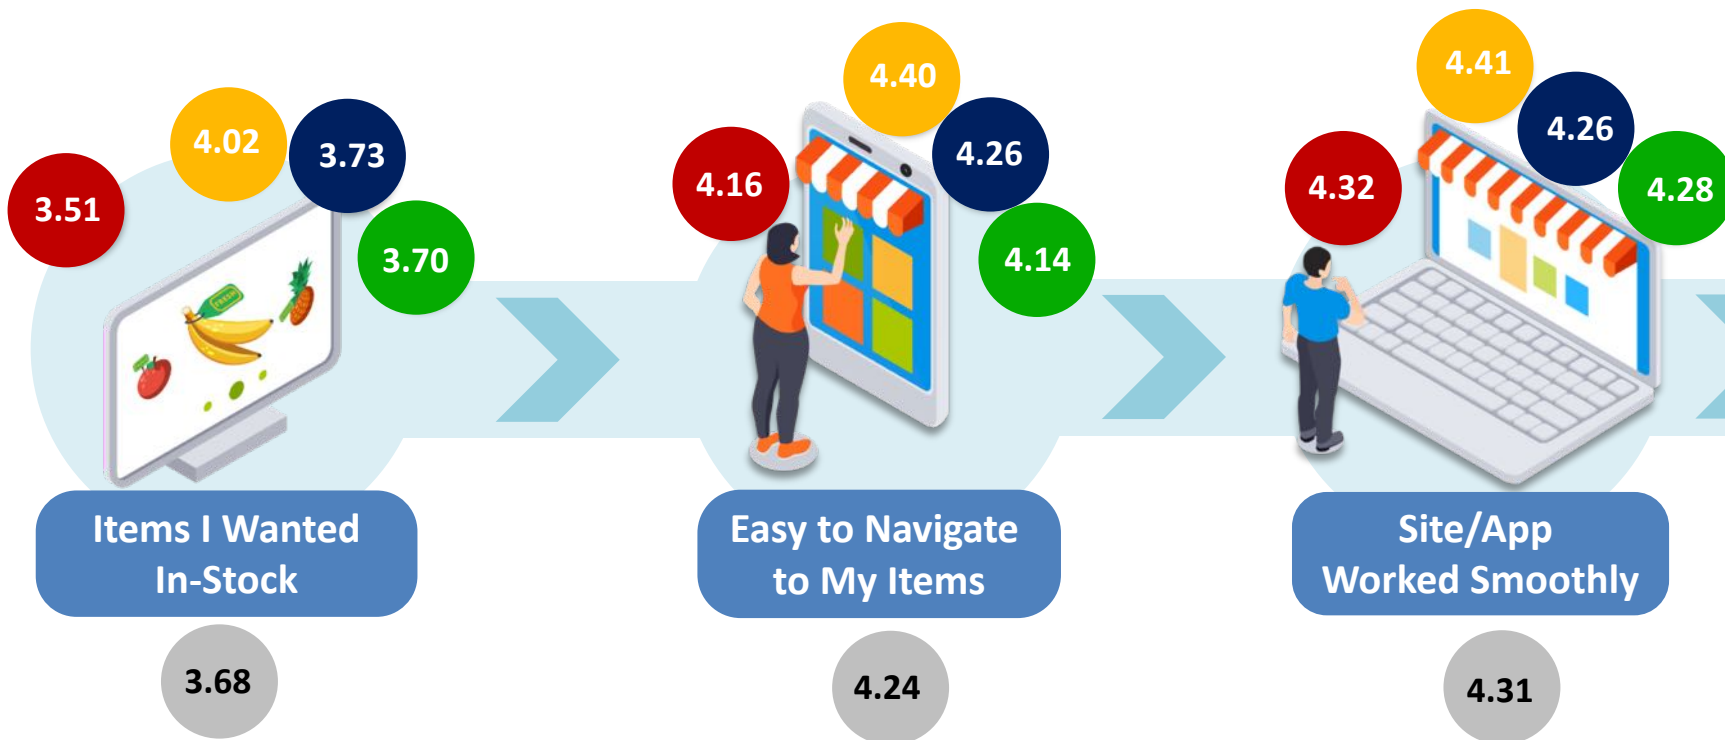 3.51
4.02
3.73
3.70
Items I Wanted
In-Stock
3.68
4.16
4.40
4.26
4.14
Easy to Navigate
to My Items
4.24
4.32
4.41
4.26
4.28
Site/App
Worked Smoothly
4.31